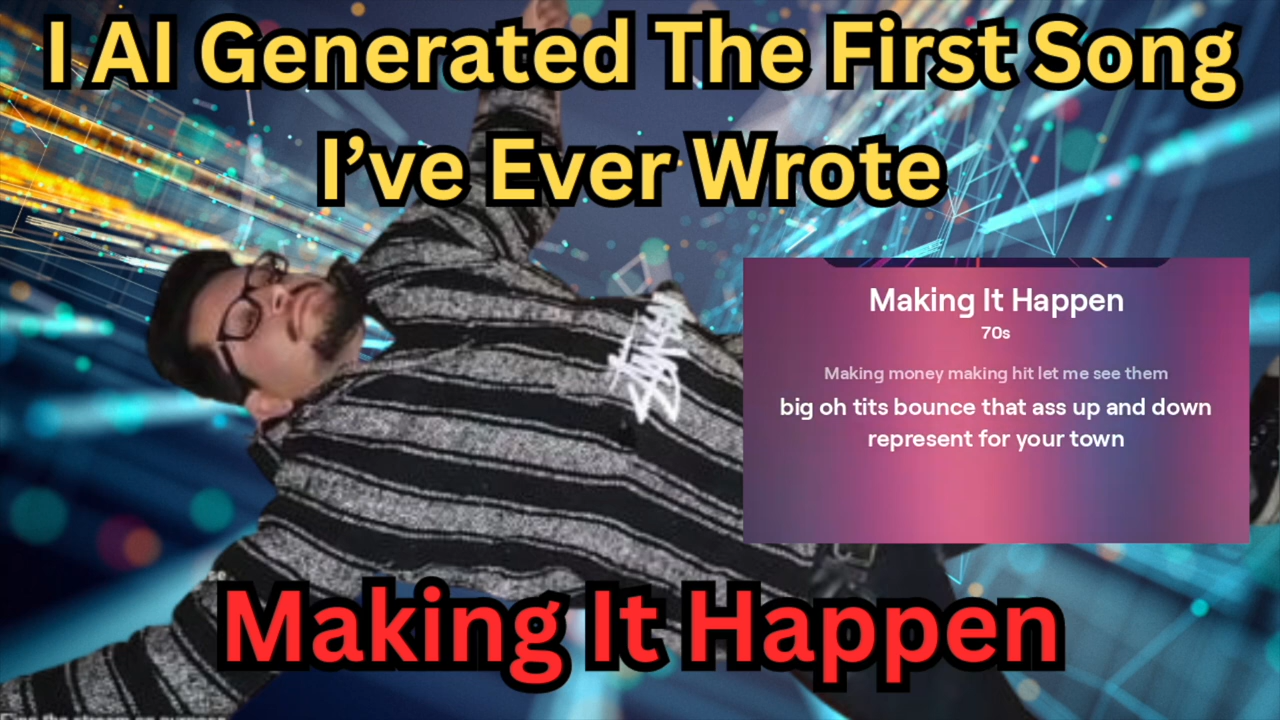 I AI Generated The First Song
I’ve Ever Wrote
Making It Happen
70s
Making money making hit let me see them
big oh tits bounce that ass up and down
represent for your town
Making It Happen